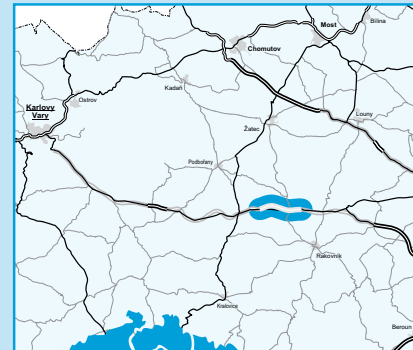 Most
Bílina
Chomutov
Kadaň
Ostrov
Karlovy
Vary
Louny
Žatec
Podbořany
Rakovník
Kralovice
Beroun